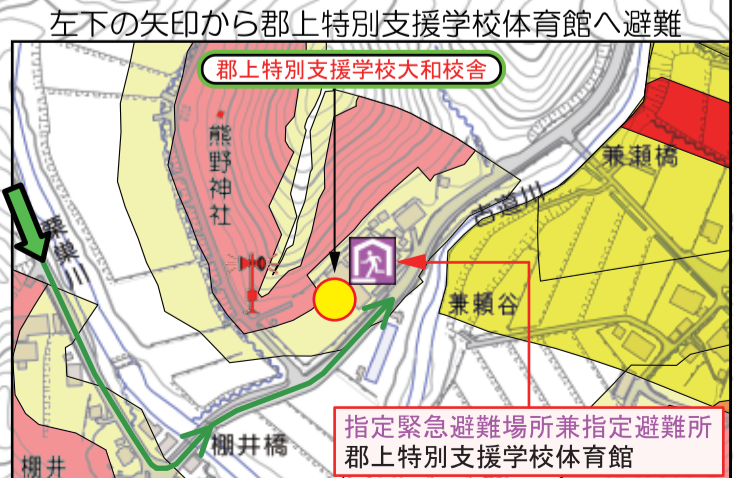 左下の矢印から郡上特別支援学校体育館へ避難
郡上特別支援学校大和校舎
熊野神社
兼瀬橋
古道川
栗巣川
兼頼谷
棚井橋
棚井
指定緊急避難場所兼指定避難所
郡上特別支援学校体育館